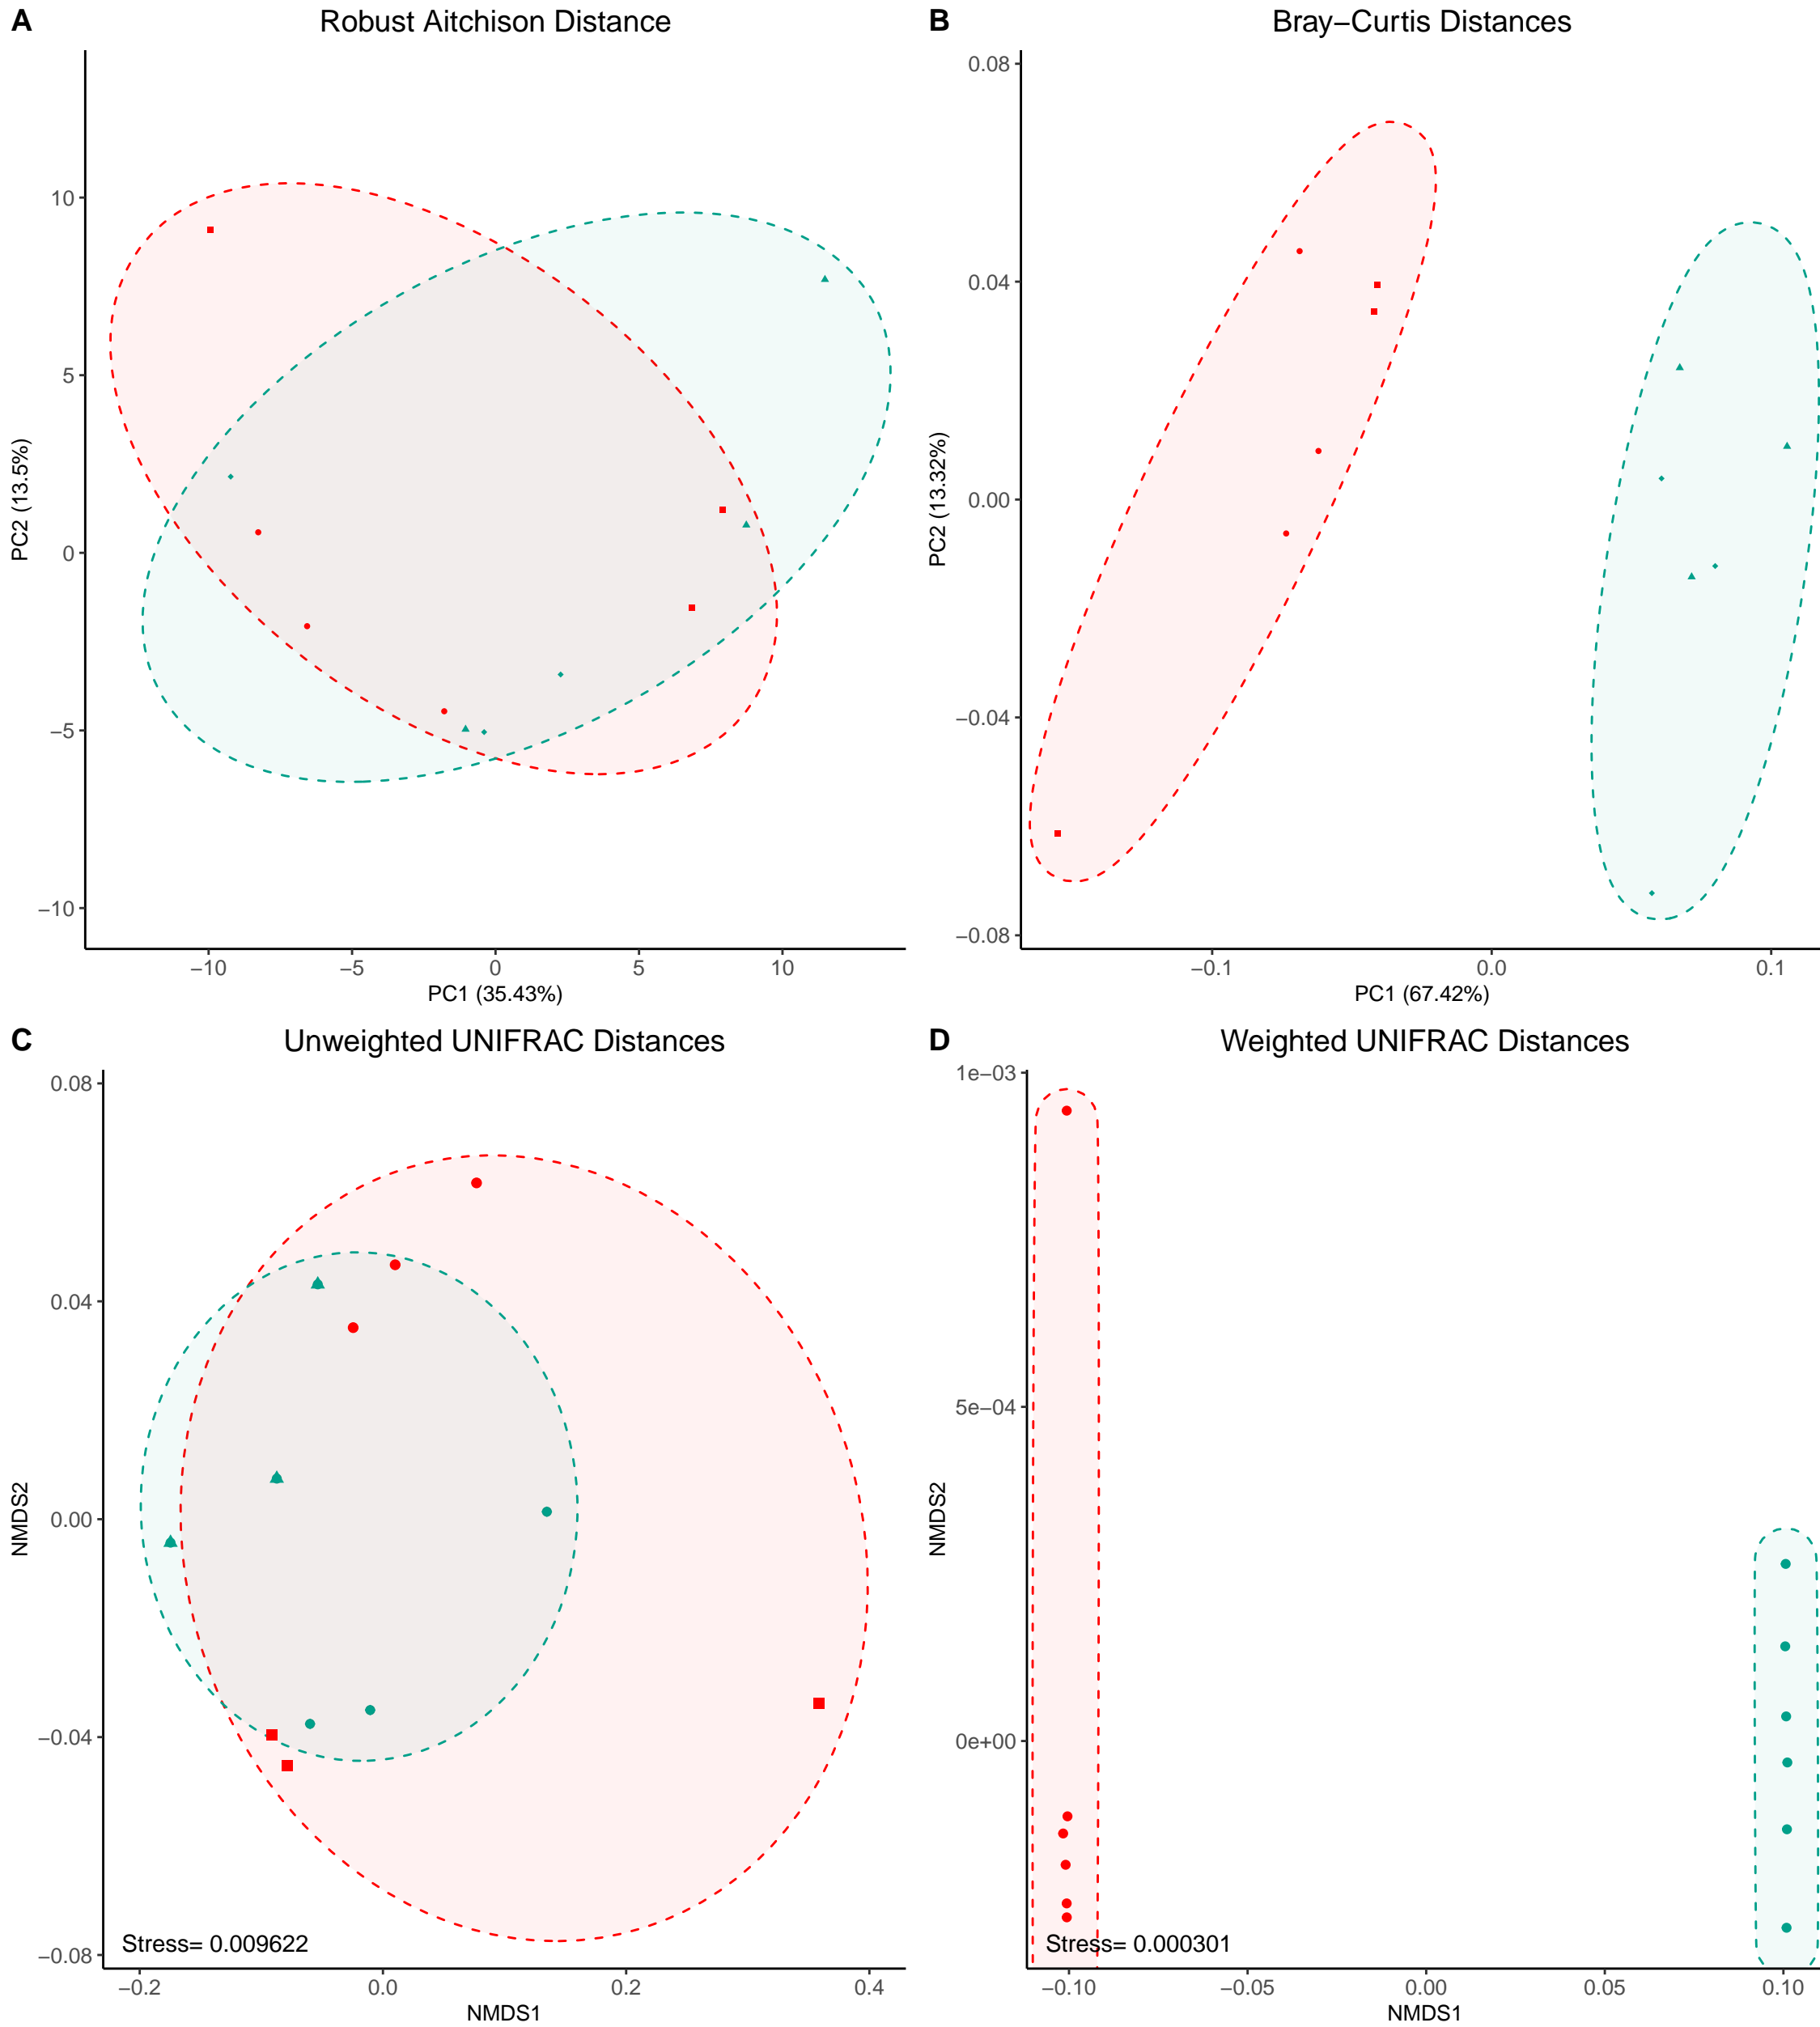 A
Robust Aitchison Distance
10
5
0
−5
−10
PC2 (13.5%)
−10
−5
0
5
10
PC1 (35.43%)
B
Bray−Curtis Distances
0.08
0.04
0.00
−0.04
−0.08
PC2 (13.32%)
−0.1
0.0
0.1
PC1 (67.42%)
C
Unweighted UNIFRAC Distances
0.08
0.04
0.00
−0.04
−0.08
NMDS2
Stress= 0.009622
−0.2
0.0
0.2
0.4
NMDS1
D
Weighted UNIFRAC Distances
1e−03
5e−04
0e+00
NMDS2
Stress= 0.000301
−0.10
−0.05
0.00
0.05
0.10
NMDS1